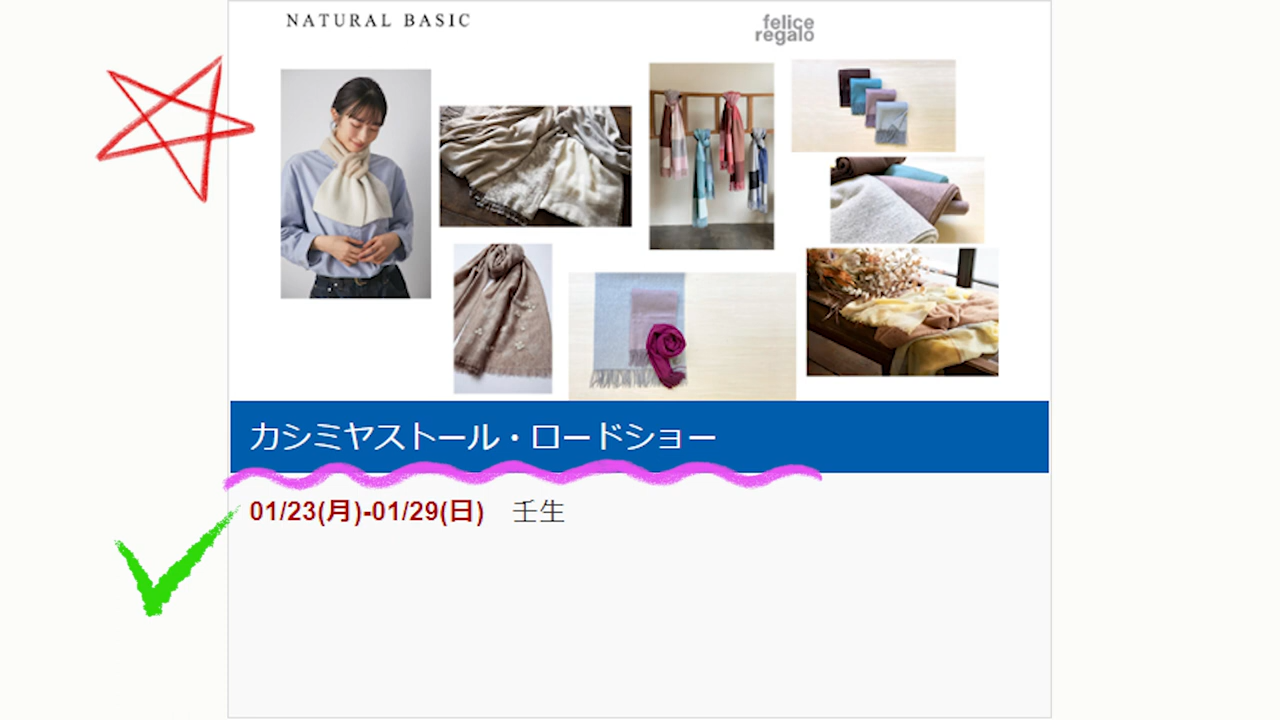 NATURAL BASIC
felice
regalo
カシミヤストール・ロードショー
01/23(月)-01/29(日) 壬生